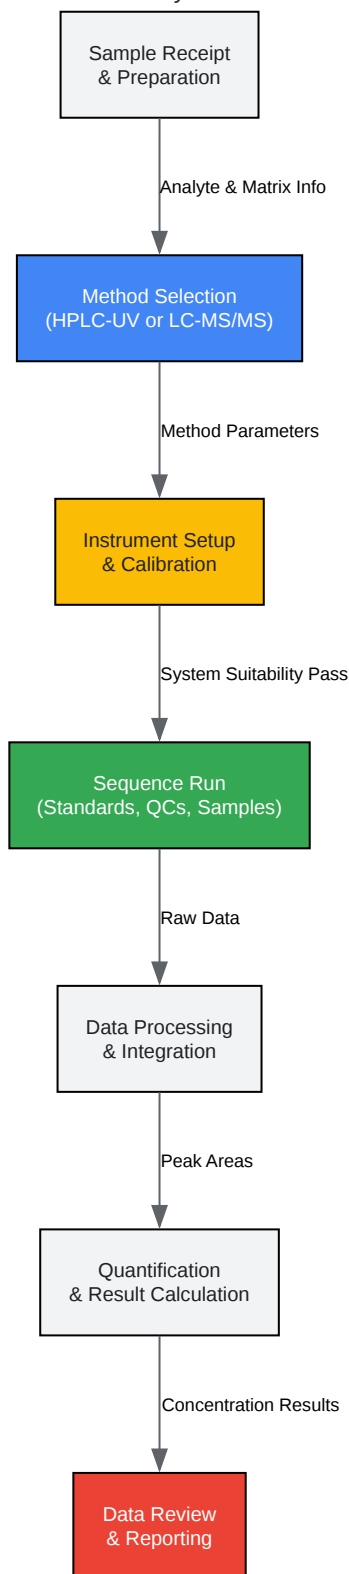 Sample Receipt
& Preparation
Analyte & Matrix Info
Method Selection
(HPLC-UV or LC-MS/MS)
Method Parameters
Instrument Setup
& Calibration
System Suitability Pass
Sequence Run
(Standards, QCs, Samples)
Raw Data
Data Processing
& Integration
Peak Areas
Quantification
& Result Calculation
Concentration Results
Data Review
& Reporting